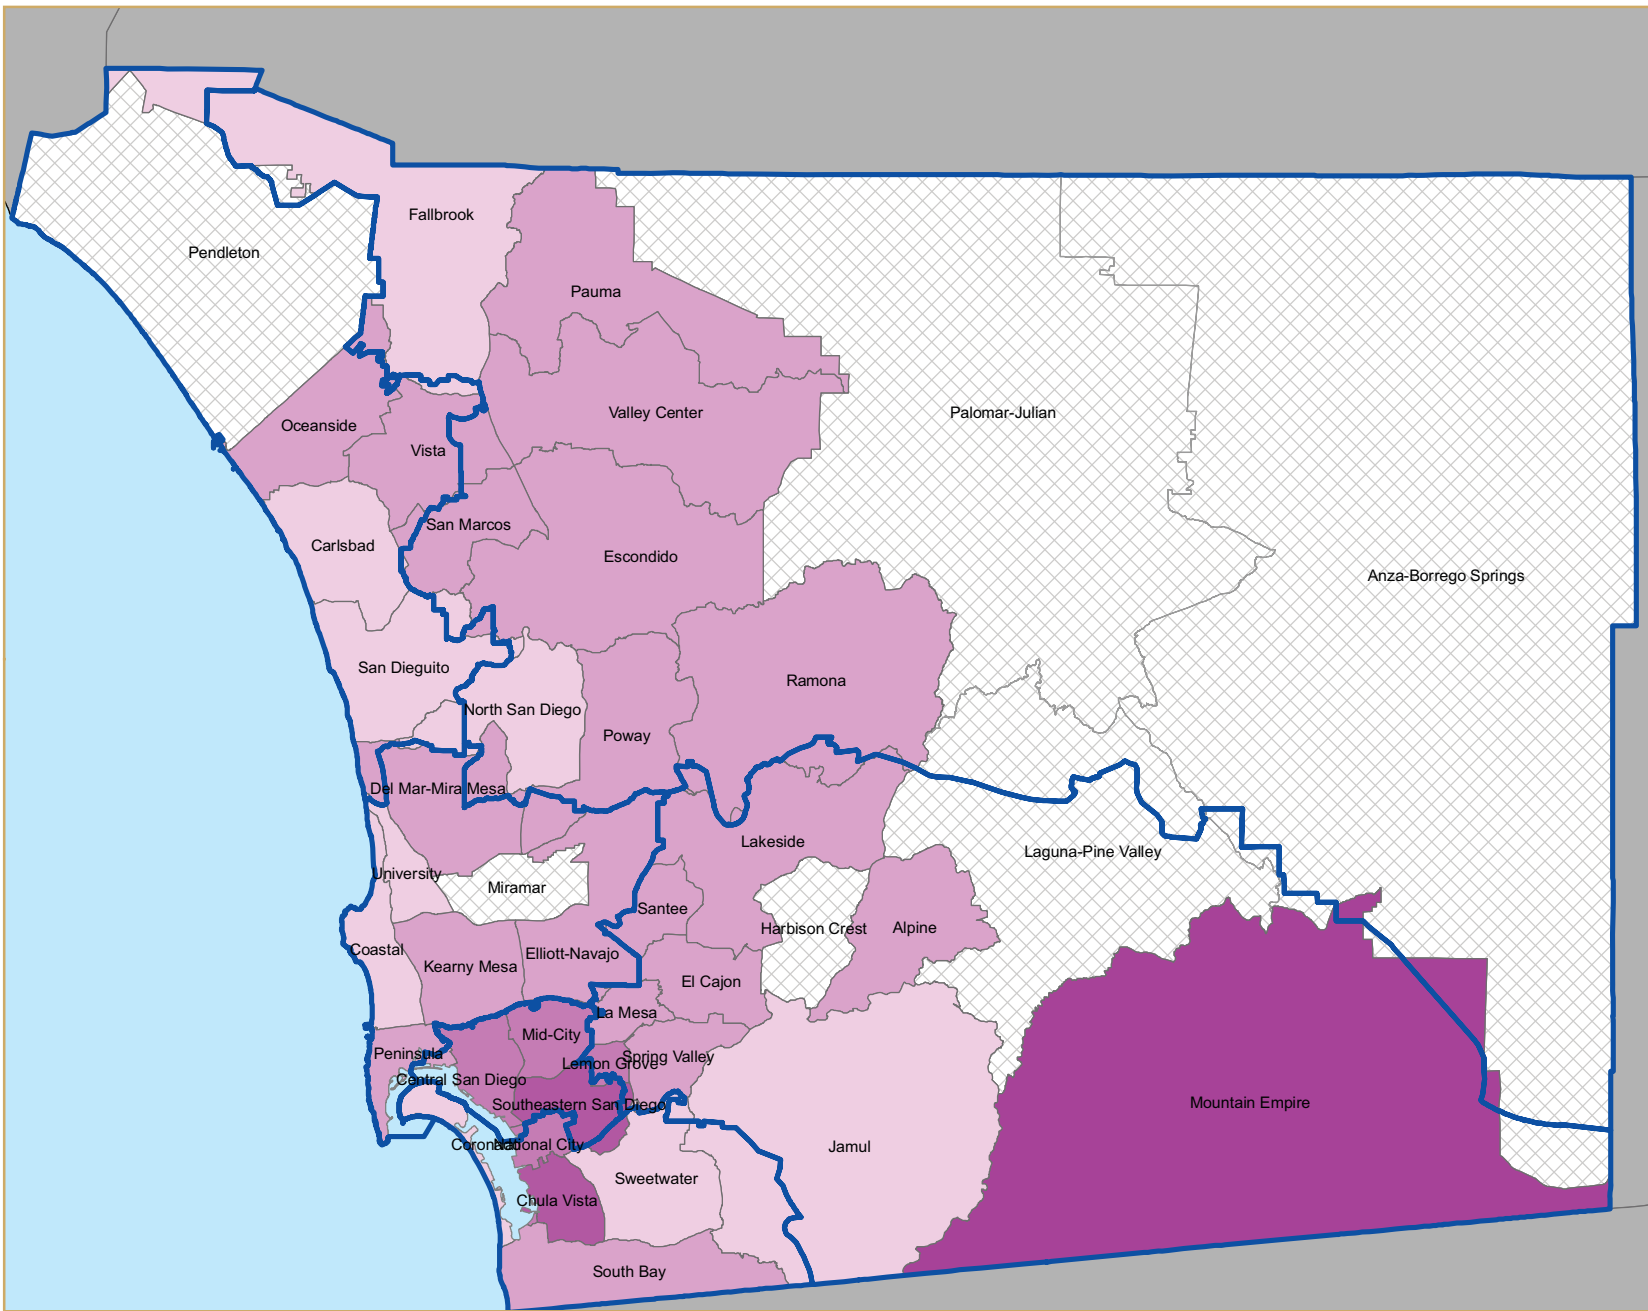 Fallbrook
Pendleton
Pauma
Oceanside
Valley Center
Palomar-Julian
Vista
San Marcos
Carlsbad
Escondido
Anza-Borrego Springs
San Dieguito
Ramona
North San Diego
Poway
Del Mar-Mira Mesa
Lakeside
Laguna-Pine Valley
University
Miramar
Santee
Harbison Crest
Alpine
Coastal
Elliott-Navajo
Kearny Mesa
El Cajon
La Mesa
Mid-City
Peninsula
Lemon Grove
Spring Valley
Central San Diego
Southeastern San Diego
Mountain Empire
Coronado
National City
Jamul
Sweetwater
Chula Vista
South Bay